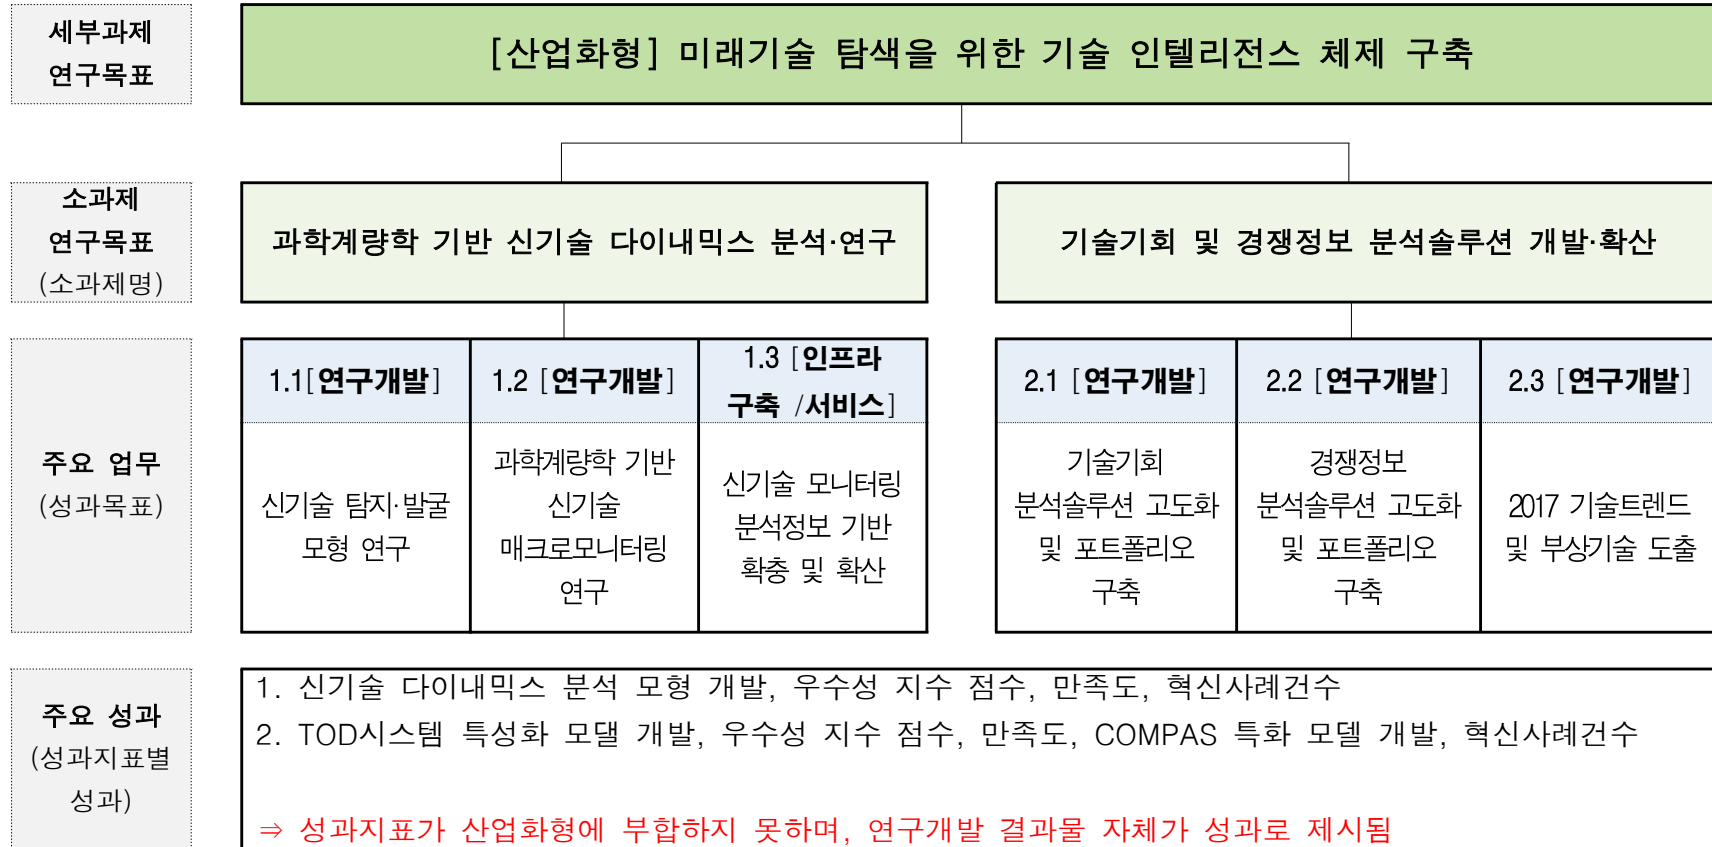 세부과제
연구목표
[산업화형] 미래기술 탐색을 위한 기술 인텔리전스 체제 구축
소과제
연구목표
(소과제명)
과학계량학 기반 신기술 다이내믹스 분석·연구
기술기회 및 경쟁정보 분석솔루션 개발·확산
주요 업무
(성과목표)
1.1[연구개발]
신기술 탐지·발굴
모형 연구
1.2 [연구개발]
과학계량학 기반
신기술
매크로모니터링
연구
1.3 [인프라
구축 /서비스]
신기술 모니터링
분석정보 기반
확충 및 확산
2.1 [연구개발]
기술기회
분석솔루션 고도화
및 포트폴리오
구축
2.2 [연구개발]
경쟁정보
분석솔루션 고도화
및 포트폴리오
구축
2.3 [연구개발]
2017 기술트렌드
및 부상기술 도출
주요 성과
(성과지표별
성과)
1. 신기술 다이내믹스 분석 모형 개발, 우수성 지수 점수, 만족도, 혁신사례건수
2. TOD시스템 특성화 모댈 개발, 우수성 지수 점수, 만족도, COMPAS 특화 모델 개발, 혁신사례건수
⇒ 성과지표가 산업화형에 부합하지 못하며, 연구개발 결과물 자체가 성과로 제시됨